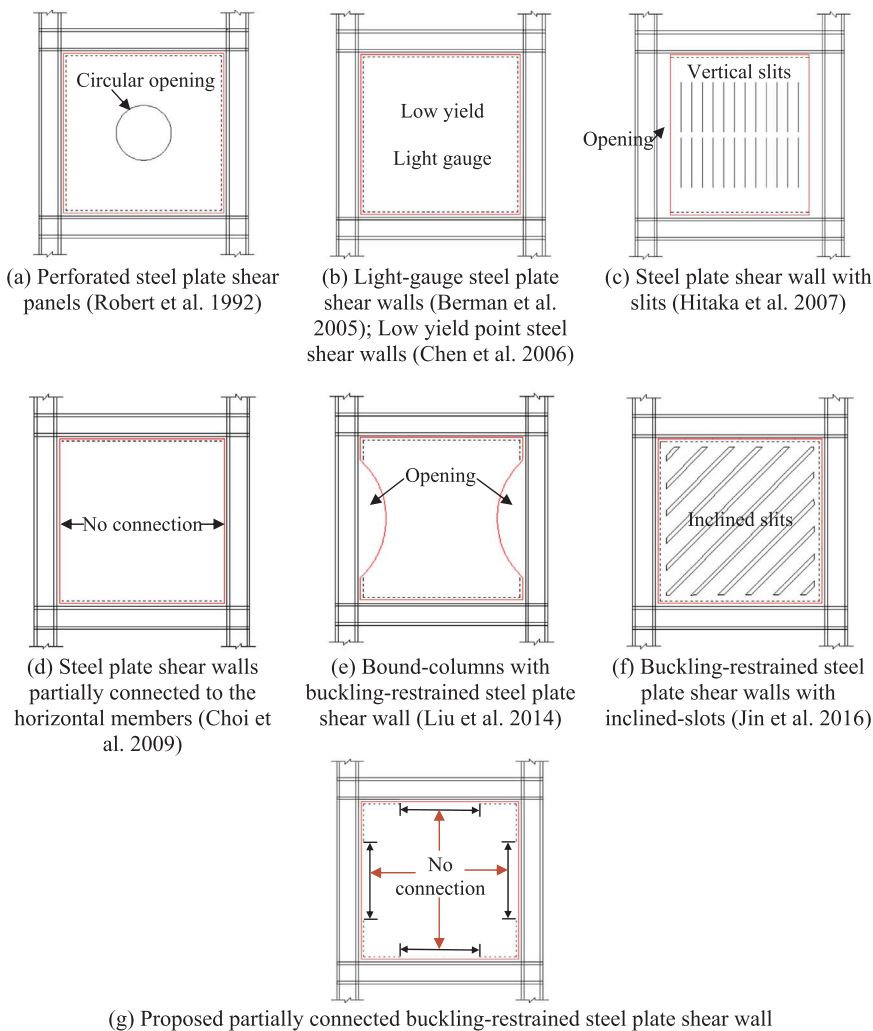 Circular opening
(a) Perforated steel plate shear
panels (Robert et al. 1992)
Low yield
Light gauge
(b) Light-gauge steel plate
shear walls (Berman et al.
2005); Low yield point steel
shear walls (Chen et al. 2006)
Vertical slits
Opening
(c) Steel plate shear wall with
slits (Hitaka et al. 2007)
No connection
(d) Steel plate shear walls
partially connected to the
horizontal members (Choi et
al. 2009)
Opening
(e) Bound-columns with
buckling-restrained steel plate
shear wall (Liu et al. 2014)
Inclined slits
(f) Buckling-restrained steel
plate shear walls with
inclined-slots (Jin et al. 2016)
No
connection
(g) Proposed partially connected buckling-restrained steel plate shear wall